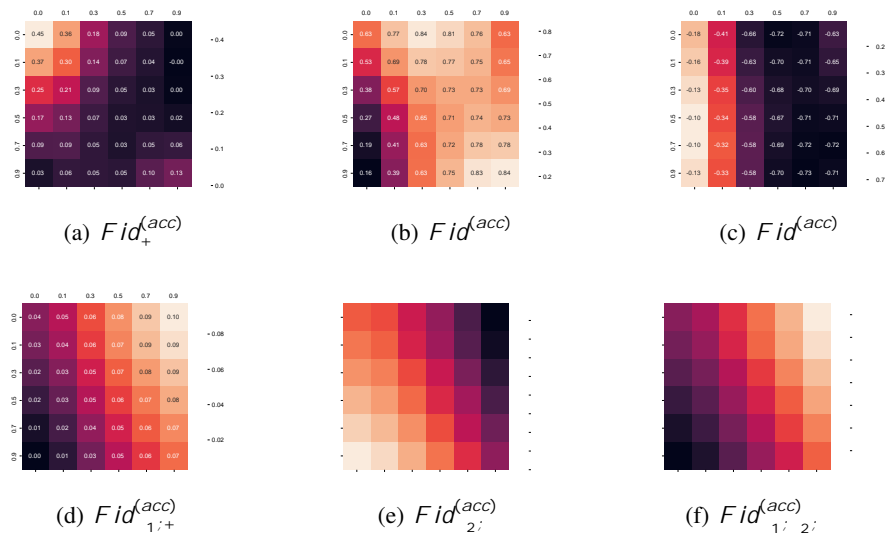 0.0 0.1 0.3 0.5 0.7 0.9
0.0 0.45 0.36 0.18 0.09 0.05 0.00
0.1 0.37 0.30 0.14 0.07 0.04 -0.00
0.3 0.25 0.21 0.09 0.05 0.03 0.00
0.5 0.17 0.13 0.07 0.03 0.03 0.02
0.7 0.09 0.09 0.05 0.03 0.05 0.06
0.9 0.03 0.06 0.05 0.05 0.10 0.13
0.4
0.3
0.2
0.1
0.0
(a) Fid+(acc)
0.0 0.1 0.3 0.5 0.7 0.9
0.0 0.63 0.77 0.84 0.81 0.76 0.63
0.1 0.53 0.69 0.78 0.77 0.75 0.65
0.3 0.38 0.57 0.70 0.73 0.73 0.69
0.5 0.27 0.48 0.65 0.71 0.74 0.73
0.7 0.19 0.41 0.63 0.72 0.78 0.78
0.9 0.16 0.39 0.63 0.75 0.83 0.84
0.8
0.7
0.6
0.5
0.4
0.3
0.2
(b) Fid(acc)
0.0 0.1 0.3 0.5 0.7 0.9
0.0 -0.18 -0.41 -0.66 -0.72 -0.71 -0.63
0.1 -0.16 -0.39 -0.63 -0.70 -0.71 -0.65
0.3 -0.13 -0.35 -0.60 -0.68 -0.70 -0.69
0.5 -0.10 -0.34 -0.58 -0.67 -0.71 -0.71
0.7 -0.10 -0.32 -0.58 -0.69 -0.72 -0.72
0.9 -0.13 -0.33 -0.58 -0.70 -0.73 -0.71
0.2
0.3
0.4
0.5
0.6
0.7
(c) Fid(acc)
0.0 0.1 0.3 0.5 0.7 0.9
0.0 0.04 0.05 0.06 0.08 0.09 0.10
0.1 0.03 0.04 0.06 0.07 0.09 0.09
0.3 0.02 0.03 0.05 0.07 0.08 0.09
0.5 0.02 0.03 0.05 0.06 0.07 0.08
0.7 0.01 0.02 0.04 0.05 0.06 0.07
0.9 0.00 0.01 0.03 0.05 0.06 0.07
0.08
0.06
0.04
0.02
(d) Fid1;+(acc)
(e) Fid2;(acc)
(f) Fid1; 2;(acc)